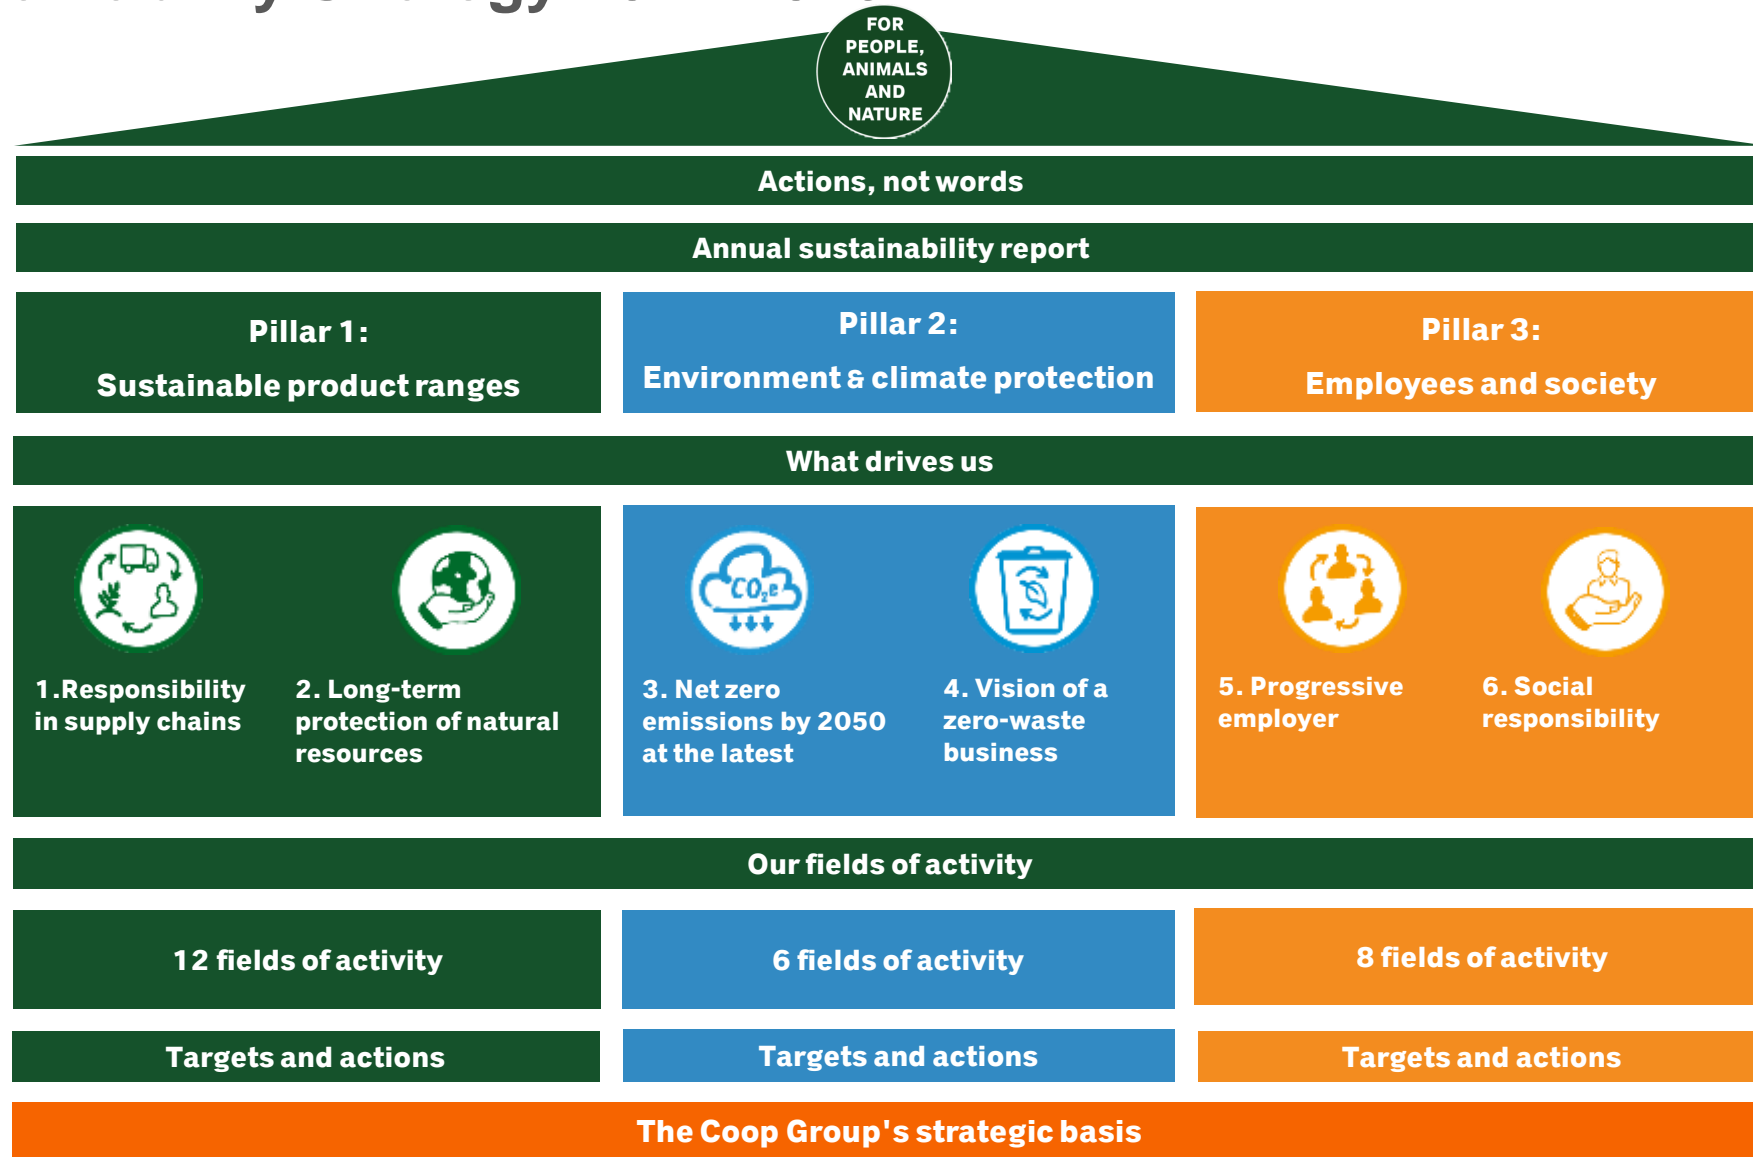 FOR
PEOPLE,
ANIMALS
AND
NATURE
Actions, not words
Annual sustainability report
Pillar 1:
Sustainable product ranges
Pillar 2:
Environment & climate protection
Pillar 3:
Employees and society
What drives us
1.Responsibility
in supply chains
2. Long-term
protection of natural
resources
CO₂e
3. Net zero
emissions by 2050
at the latest
4. Vision of a
zero-waste
business
5. Progressive
employer
6. Social
responsibility
Our fields of activity
12 fields of activity
6 fields of activity
8 fields of activity
Targets and actions
Targets and actions
Targets and actions
The Coop Group's strategic basis